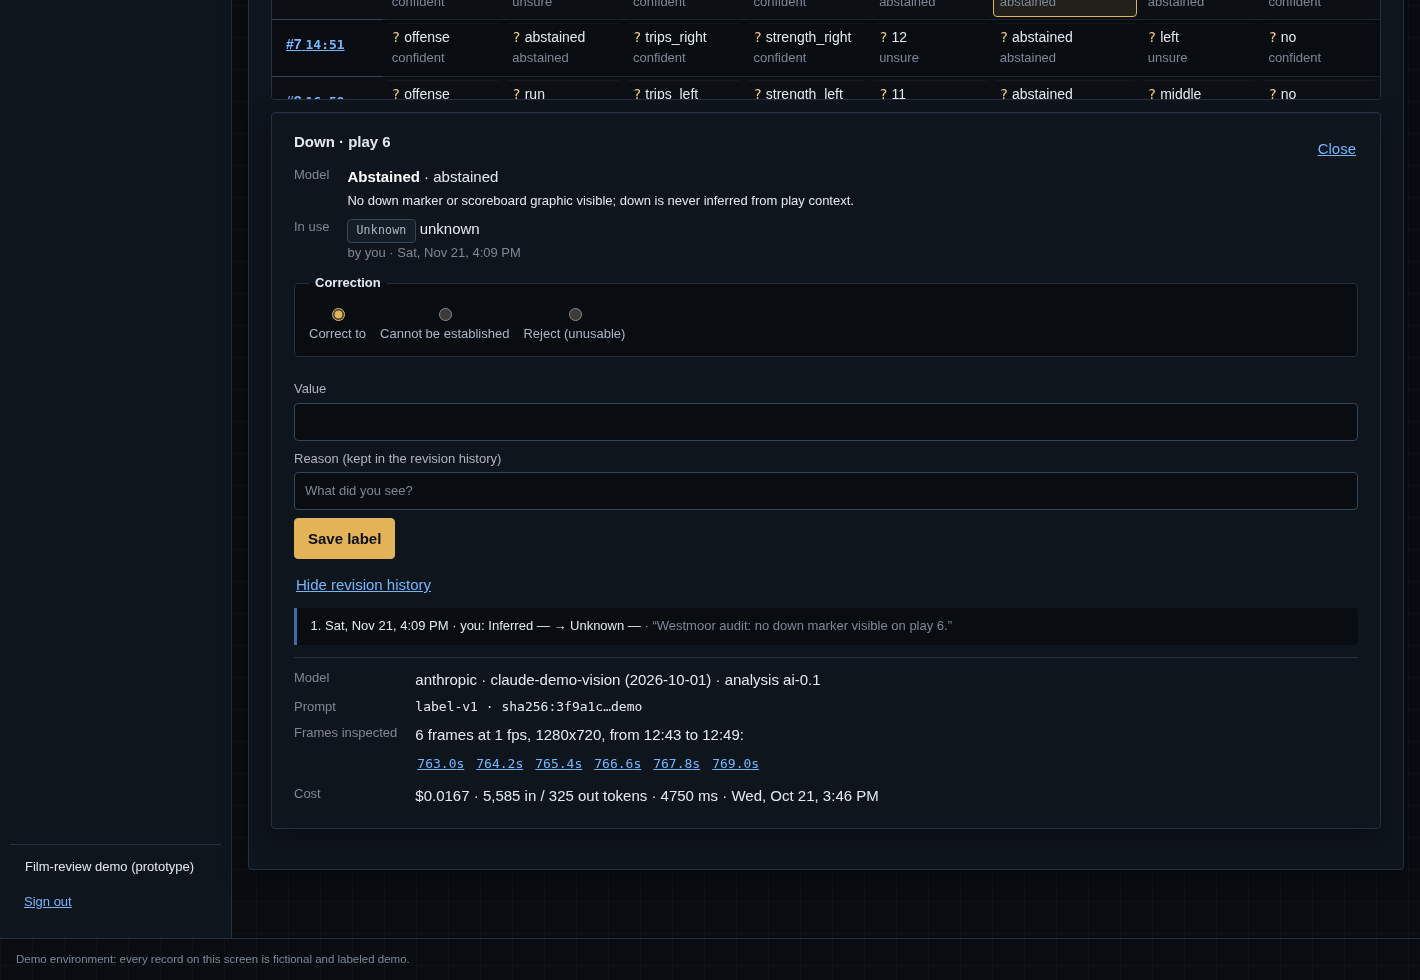 confident unsure confident confident abstained abstained abstained confident
#7 14:51 ? offense ? abstained ? trips_right ? strength_right ? 12 ? abstained ? left ? no
confident abstained confident confident unsure abstained unsure confident
#8 16:59 ? offense ? run ? trips_left ? strength_left ? 11 ? abstained ? middle ? no
Down · play 6
Close
Model Abstained · abstained
No down marker or scoreboard graphic visible; down is never inferred from play context.
In use Unknown unknown
by you · Sat, Nov 21, 4:09 PM
Correction
Correct to Cannot be established Reject (unusable)
Value
Reason (kept in the revision history)
What did you see?
Save label
Hide revision history
1. Sat, Nov 21, 4:09 PM · you: Inferred — → Unknown — · “Westmoor audit: no down marker visible on play 6.”
Model anthropic · claude-demo-vision (2026-10-01) · analysis ai-0.1
Prompt label-v1 · sha256:3f9a1c…demo
Frames inspected 6 frames at 1 fps, 1280x720, from 12:43 to 12:49:
763.0s 764.2s 765.4s 766.6s 767.8s 769.0s
Cost $0.0167 · 5,585 in / 325 out tokens · 4750 ms · Wed, Oct 21, 3:46 PM
Film-review demo (prototype)
Sign out
Demo environment: every record on this screen is fictional and labeled demo.